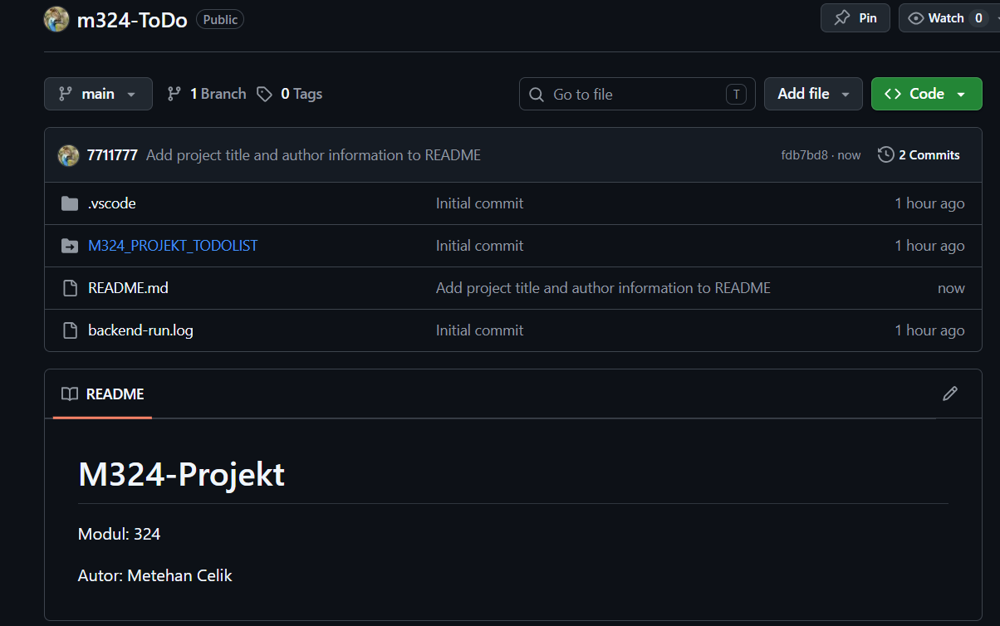 m324-ToDo Public Pin Watch 0
main 1 Branch 0 Tags Go to file T Add file Code
7711777 Add project title and author information to README fdb7bd8 · now 2 Commits
.vscode Initial commit 1 hour ago
M324_PROJEKT_TODOLIST Initial commit 1 hour ago
README.md Add project title and author information to README now
backend-run.log Initial commit 1 hour ago
README
M324-Projekt
Modul: 324
Autor: Metehan Celik